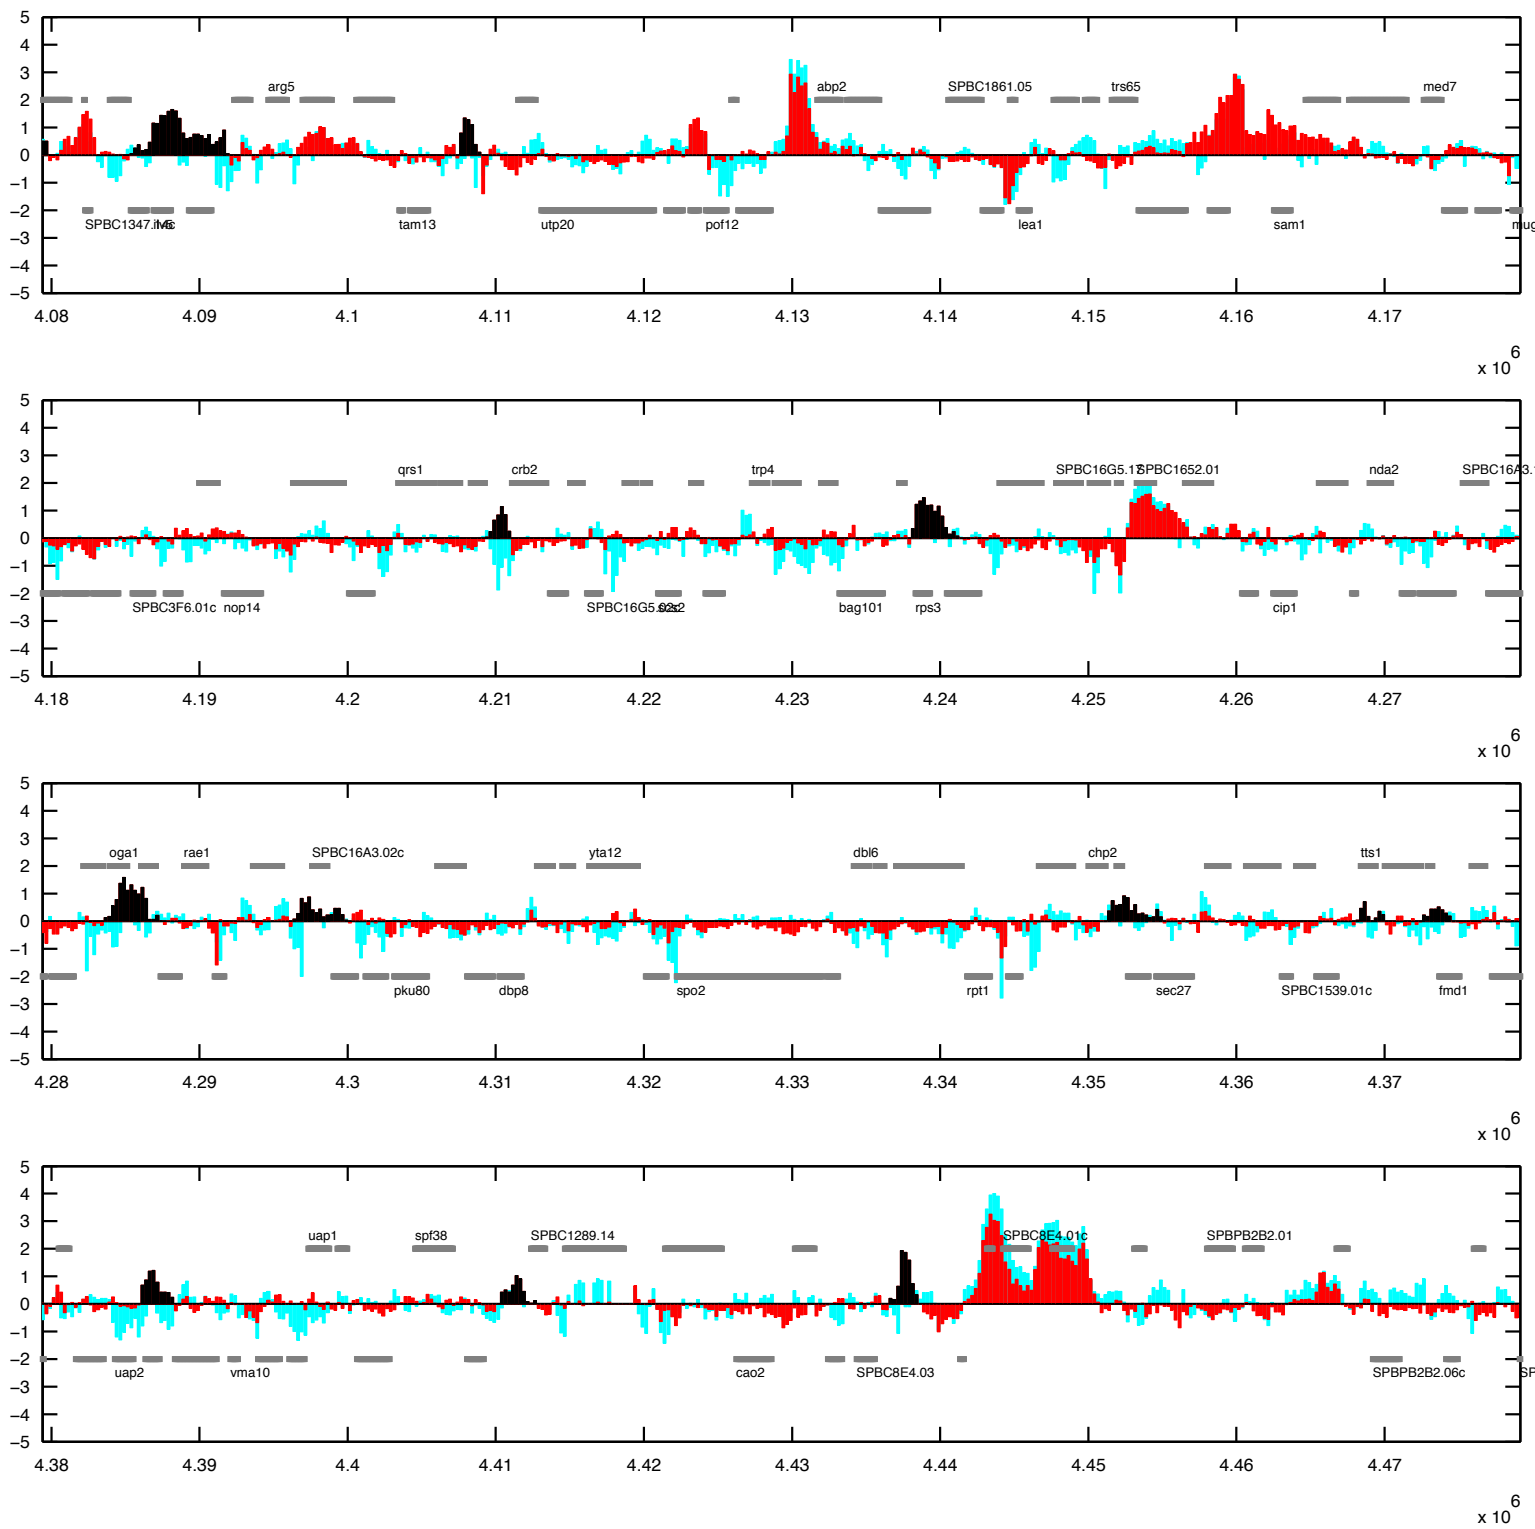 5
4
3
2
1
0
−1
−2
−3
−4
−5
arg5 abp2 SPBC1861.05 trs65 med7
tam13 utp20 pof12 lea1 sam1 mug
4.08 4.09 4.1 4.11 4.12 4.13 4.14 4.15 4.16 4.17
x 10^6
5
4
3
2
1
0
−1
−2
−3
−4
−5
qrs1 crb2 trp4 SPBC16G5.17 SPBC1652.01 nda2 SPBC16A3.
SPBC3F6.01c nop14 SPBC16G5.02c bag101 rps3 cip1
4.18 4.19 4.2 4.21 4.22 4.23 4.24 4.25 4.26 4.27
x 10^6
5
4
3
2
1
0
−1
−2
−3
−4
−5
oga1 rae1 SPBC16A3.02c yta12 dbl6 chp2 tts1
pku80 dbp8 spo2 rpt1 sec27 SPBC1539.01c fmd1
4.28 4.29 4.3 4.31 4.32 4.33 4.34 4.35 4.36 4.37
x 10^6
5
4
3
2
1
0
−1
−2
−3
−4
−5
uap1 spf38 SPBC1289.14 SPBC8E4.01c SPBPB2B2.01
uap2 vma10 cao2 SPBC8E4.03 SPBPB2B2.06c SP
4.38 4.39 4.4 4.41 4.42 4.43 4.44 4.45 4.46 4.47
x 10^6